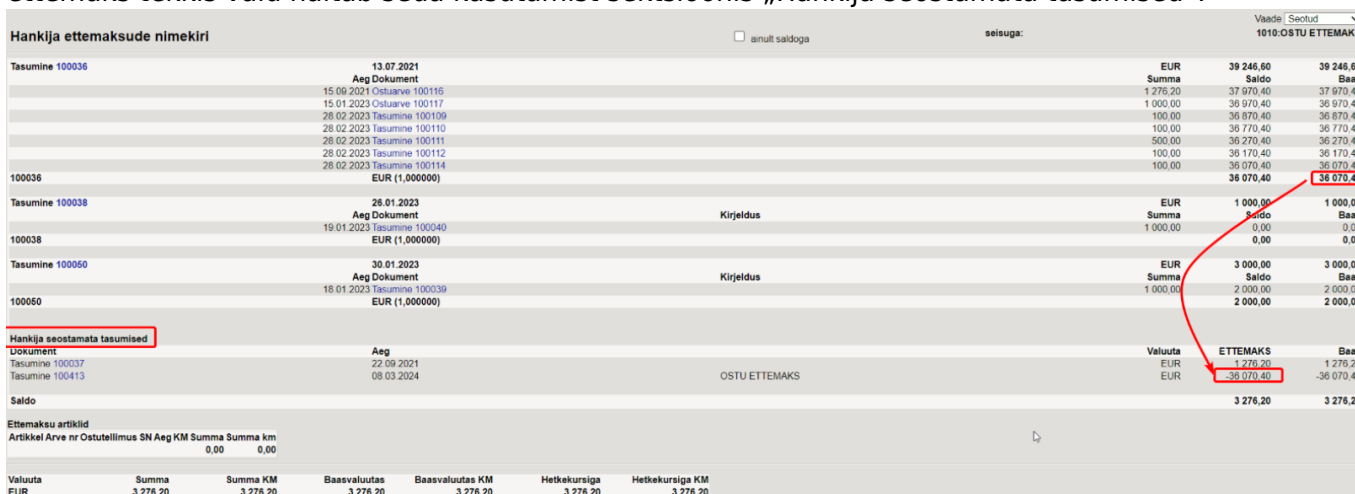 Hankija ettemaksude nimekiri ainult saldoga seisuga: Vaade Seotud
1010:OSTU ETTEMAK
Tasumine 100036 13.07.2021 EUR 39 246,60 39 246,6
Aeg Dokument Summa Saldo Baa
15.09.2021 Ostuarve 100116 1 276,20 37 970,40 37 970,4
15.01.2023 Ostuarve 100117 1 000,00 36 970,40 36 970,4
28.02.2023 Tasumine 100109 100,00 36 870,40 36 870,4
28.02.2023 Tasumine 100110 100,00 36 770,40 36 770,4
28.02.2023 Tasumine 100111 500,00 36 270,40 36 270,4
28.02.2023 Tasumine 100112 100,00 36 170,40 36 170,4
28.02.2023 Tasumine 100114 100,00 36 070,40 36 070,4
100036 EUR (1,000000) 36 070,40 36 070,4
Tasumine 100038 26.01.2023 EUR 1 000,00 1 000,0
Aeg Dokument Kirjeldus Summa Saldo Baa
19.01.2023 Tasumine 100040 1 000,00 0,00 0,0
100038 EUR (1,000000) 0,00 0,0
Tasumine 100050 30.01.2023 EUR 3 000,00 3 000,0
Aeg Dokument Kirjeldus Summa Saldo Baa
18.01.2023 Tasumine 100039 1 000,00 2 000,00 2 000,0
100050 EUR (1,000000) 2 000,00 2 000,0
Hankija seostamata tasumised
Dokument Aeg Valuuta ETTEMAKS Baa
Tasumine 100037 22.09.2021 EUR 1 276,20 1 276,2
Tasumine 100413 08.03.2024 OSTU ETTEMAKS EUR -36 070,40 -36 070,4
Saldo 3 276,20 3 276,2
Ettemaksu artiklid
Artikkel Arve nr Ostutellimus SN Aeg KM Summa Summa km
0,00 0,00
Valuuta Summa Summa KM Baasvaluutas Baasvaluutas KM Hetkekursiga Hetkekursiga KM
EUR 3 276,20 3 276,20 3 276,20 3 276,20 3 276,20 3 276,20